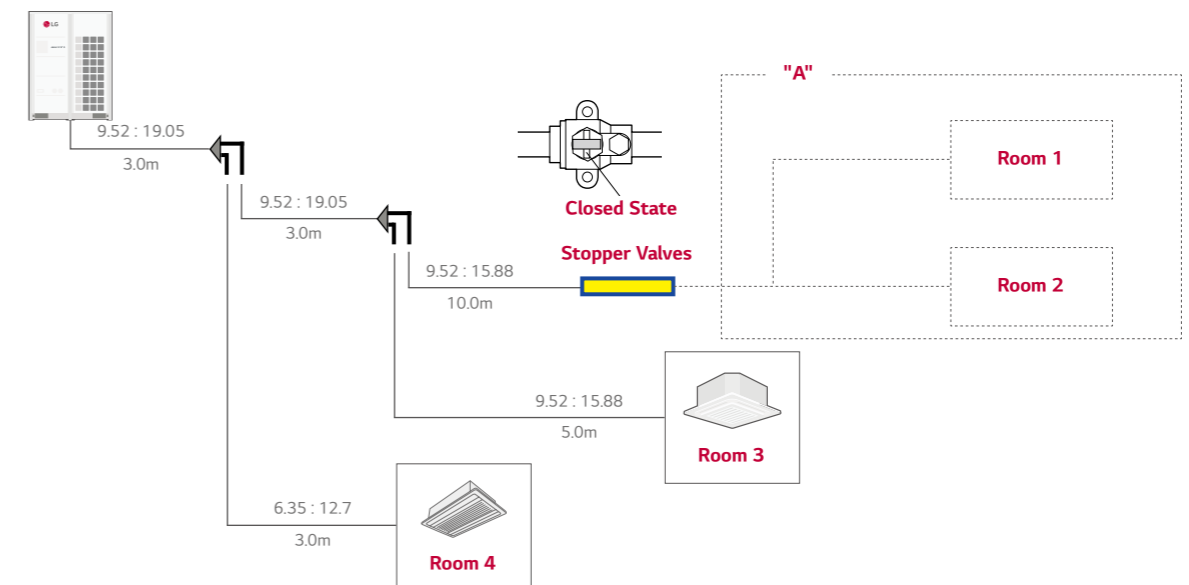 LG
"A"
9.52 : 19.05
3.0m
Room 1
9.52 : 19.05
3.0m
Closed State
Stopper Valves
9.52 : 15.88
10.0m
Room 2
9.52 : 15.88
5.0m
Room 3
6.35 : 12.7
3.0m
Room 4